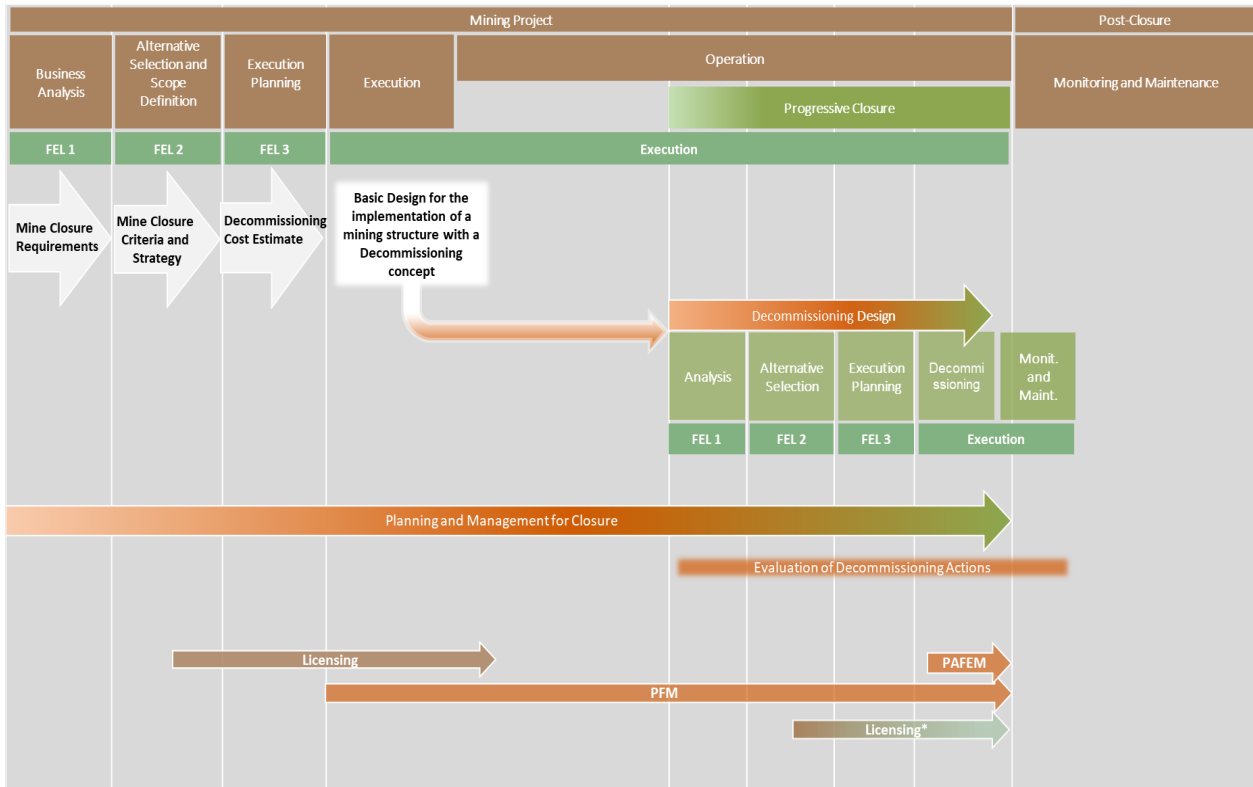 Mining Project
Post-Closure
Business
Analysis
Alternative
Selection and
Scope
Definition
Execution
Planning
Execution
Operation
Progressive Closure
Monitoring and Maintenance
FEL 1
FEL 2
FEL 3
Execution
Mine Closure
Requirements
Mine Closure
Criteria and
Strategy
Decommissioning
Cost Estimate
Basic Design for the
implementation of a
mining structure with a
Decommissioning
concept
Decommissioning Design
Analysis
Alternative
Selection
Execution
Planning
Decommi
ssioning
Monit.
and
Maint.
FEL 1
FEL 2
FEL 3
Execution
Planning and Management for Closure
Evaluation of Decommissioning Actions
Licensing
PAFEM
PFM
Licensing*